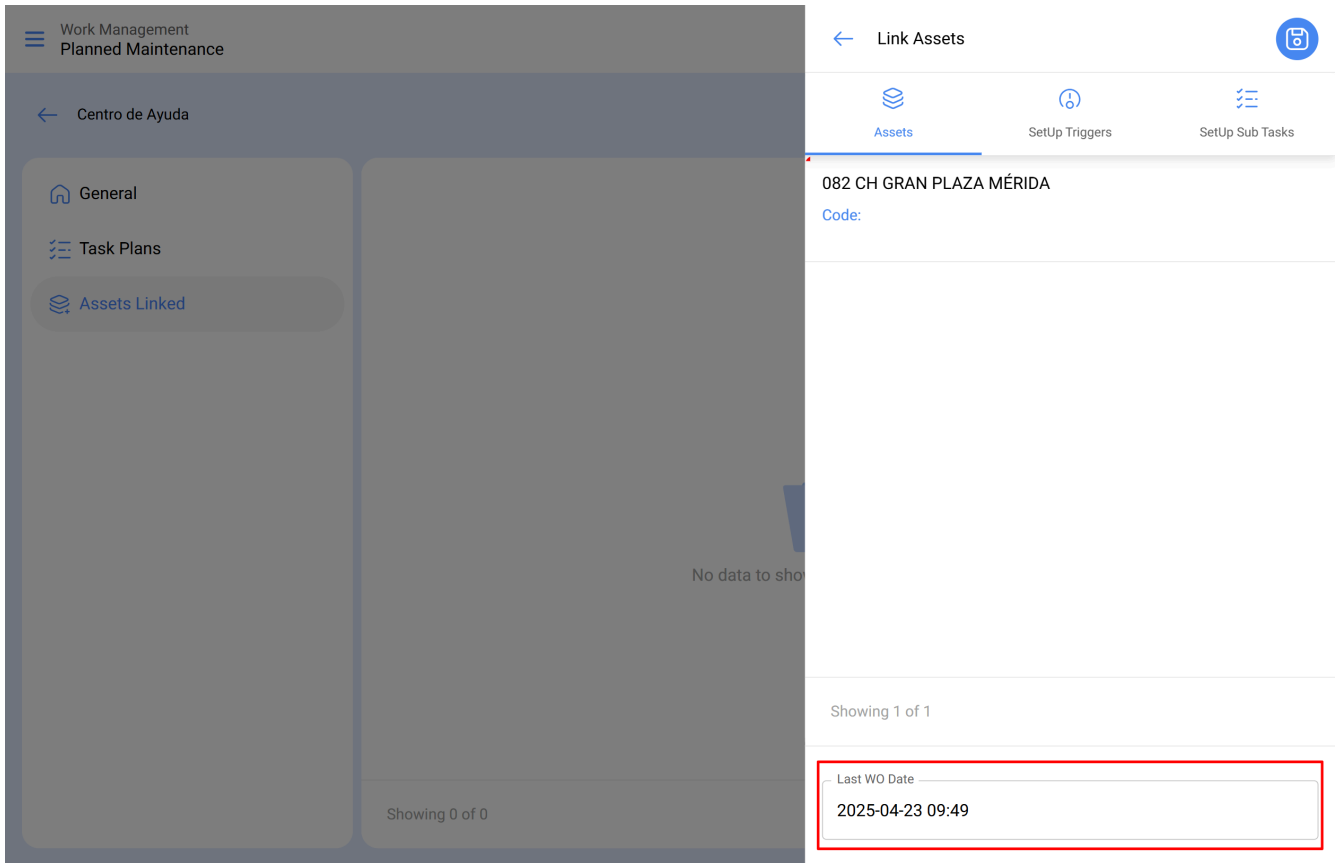 Work Management
Planned Maintenance
Centro de Ayuda
General
Task Plans
Assets Linked
No data to show
Showing 0 of 0
Link Assets
Assets
SetUp Triggers
SetUp Sub Tasks
082 CH GRAN PLAZA MÉRIDA
Code:
Showing 1 of 1
Last WO Date
2025-04-23 09:49